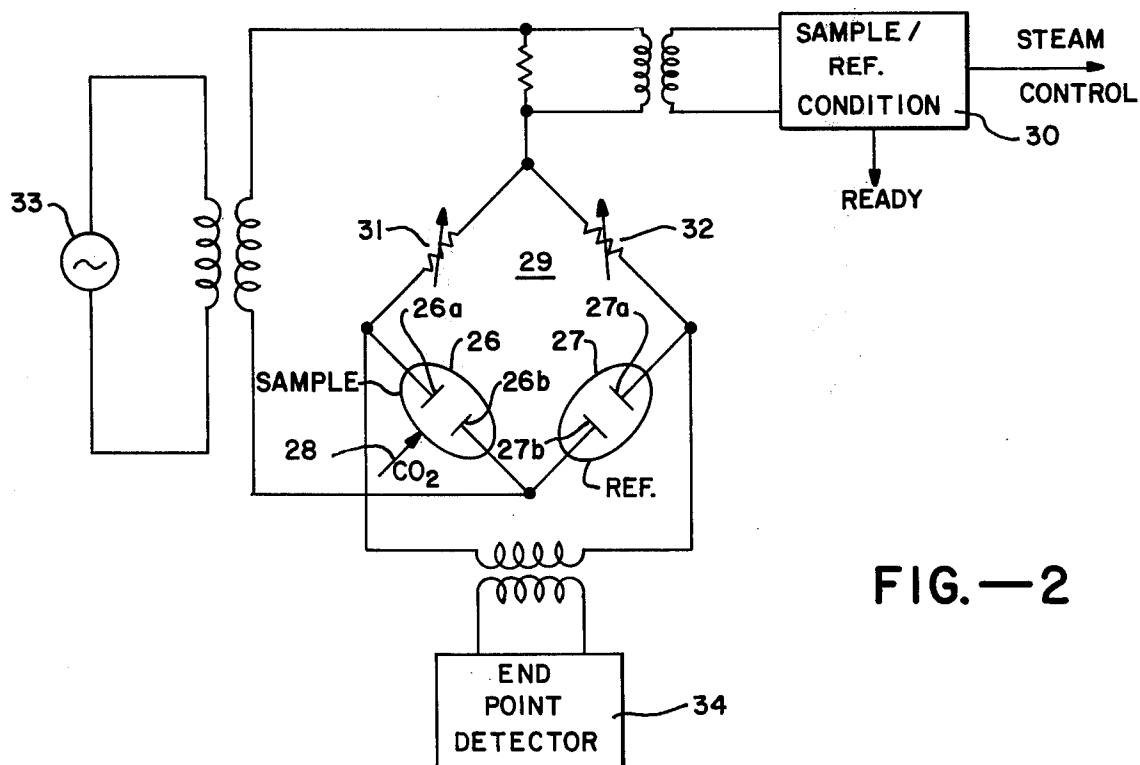 SAMPLE /
REF.
CONDITION
30
STEAM
CONTROL
READY
33
31
32
29
26a
26
27
27a
SAMPLE
26b
27b
28
CO2
REF.
END
POINT
DETECTOR
34
FIG.—2